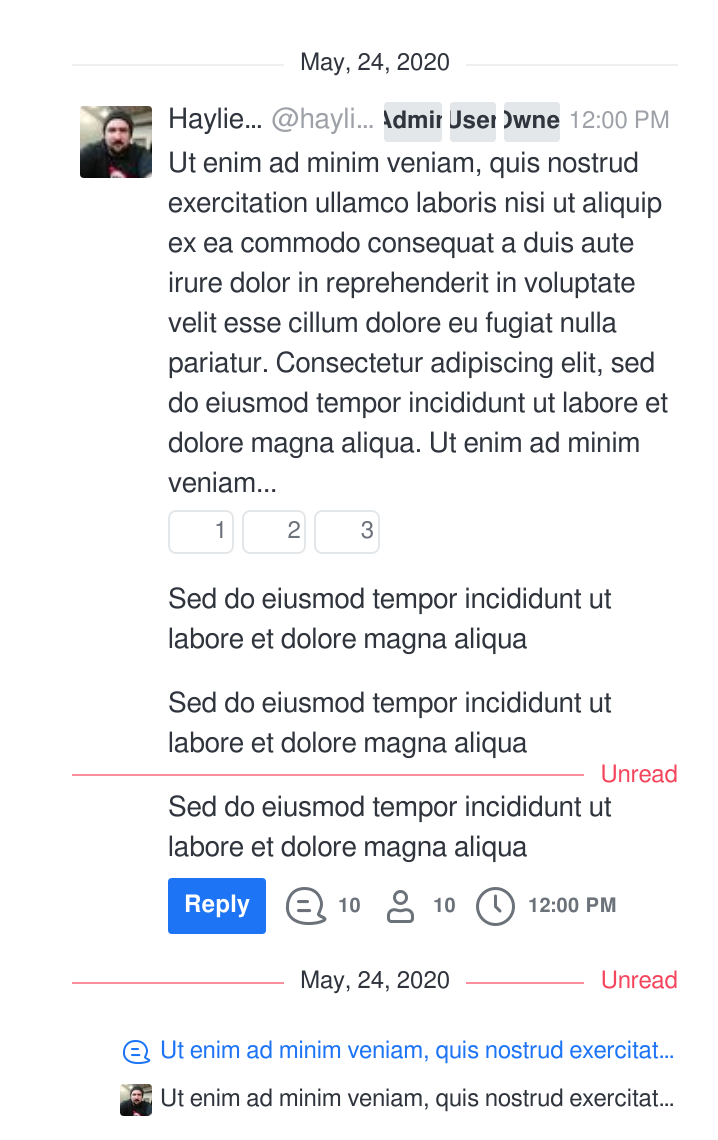 May, 24, 2020
Haylie... @hayli... Admin User Owne 12:00 PM
Ut enim ad minim veniam, quis nostrud
exercitation ullamco laboris nisi ut aliquip
ex ea commodo consequat a duis aute
irure dolor in reprehenderit in voluptate
velit esse cillum dolore eu fugiat nulla
pariatur. Consectetur adipiscing elit, sed
do eiusmod tempor incididunt ut labore et
dolore magna aliqua. Ut enim ad minim
veniam...
1 2 3
Sed do eiusmod tempor incididunt ut
labore et dolore magna aliqua
Sed do eiusmod tempor incididunt ut
labore et dolore magna aliqua
Unread
Sed do eiusmod tempor incididunt ut
labore et dolore magna aliqua
Reply 10 10 12:00 PM
May, 24, 2020 Unread
Ut enim ad minim veniam, quis nostrud exercitat...
Ut enim ad minim veniam, quis nostrud exercitat...